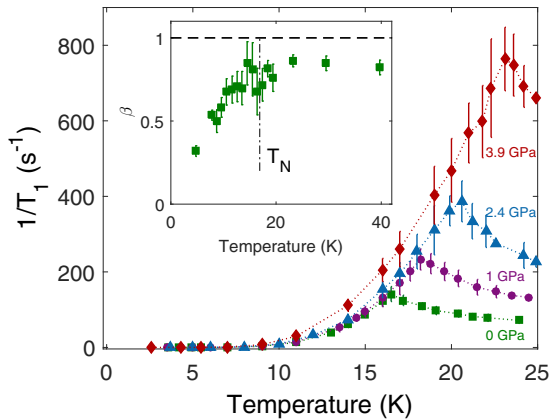 800
600
400
200
0
1/T1 (s-1)
0
5
10
15
20
25
Temperature (K)
3.9 GPa
2.4 GPa
1 GPa
0 GPa
1
0.5
0
β
0
20
40
Temperature (K)
TN